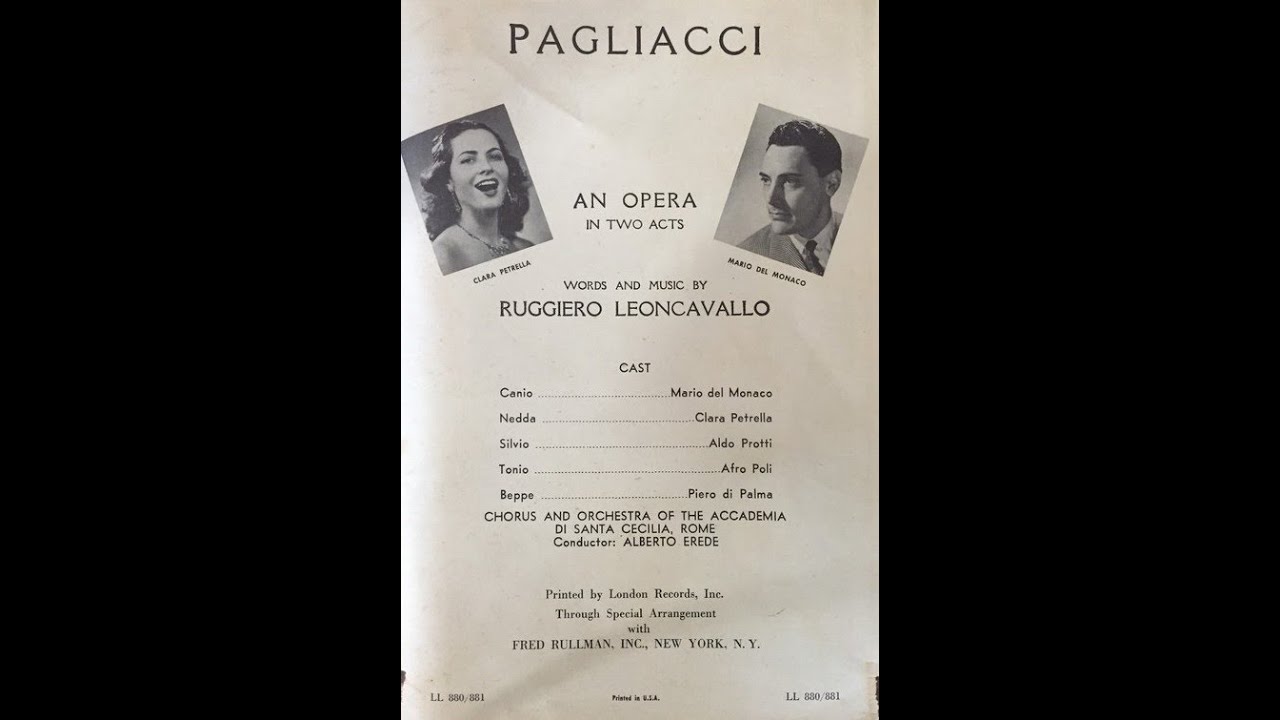 PAGLIACCI
AN OPERA
IN TWO ACTS
CLARA PETRELLA
MARIO DEL MONACO
WORDS AND MUSIC BY
RUGGIERO LEONCAVALLO
CAST
Canio ........................................Mario del Monaco
Nedda ..............................................Clara Petrella
Silvio ....................................................Aldo Protti
Tonio ........................................................Afro Poli
Beppe ............................................Piero di Palma
CHORUS AND ORCHESTRA OF THE ACCADEMIA
DI SANTA CECILIA, ROME
Conductor: ALBERTO EREDE
Printed by London Records, Inc.
Through Special Arrangement
with
FRED RULLMAN, INC., NEW YORK, N. Y.
LL 880/881
Printed in U.S.A.
LL 880/881